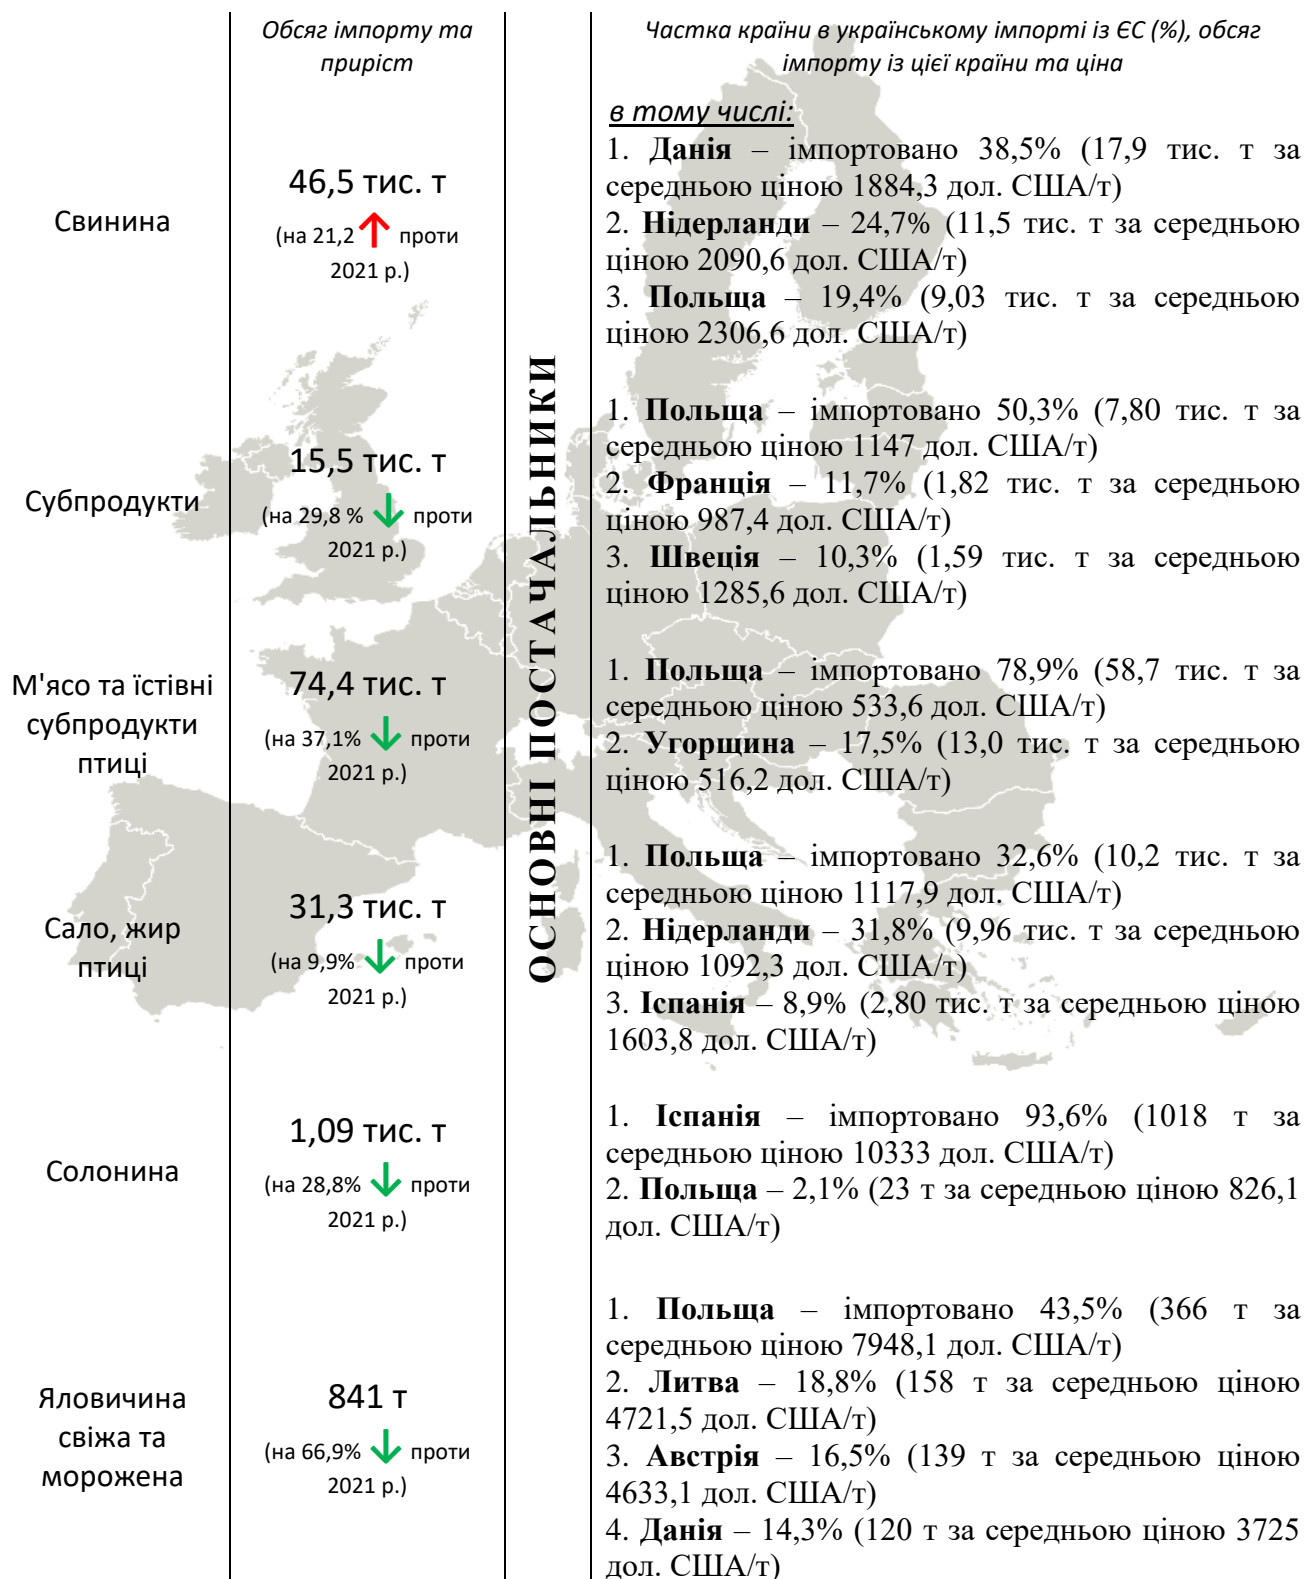 Обсяг імпорту та
приріст
Частка країни в українському імпорті із ЄС (%), обсяг
імпорту із цієї країни та ціна
Свинина
46,5 тис. т
(на 21,2 ↑ проти
2021 р.)
ОСНОВНІ ПОСТАЧАЛЬНИКИ
в тому числі:
1. Данія – імпортовано 38,5% (17,9 тис. т за
середньою ціною 1884,3 дол. США/т)
2. Нідерланди – 24,7% (11,5 тис. т за середньою
ціною 2090,6 дол. США/т)
3. Польща – 19,4% (9,03 тис. т за середньою
ціною 2306,6 дол. США/т)
Субпродукти
15,5 тис. т
(на 29,8 % ↓ проти
2021 р.)
1. Польща – імпортовано 50,3% (7,80 тис. т за
середньою ціною 1147 дол. США/т)
2. Франція – 11,7% (1,82 тис. т за середньою
ціною 987,4 дол. США/т)
3. Швеція – 10,3% (1,59 тис. т за середньою
ціною 1285,6 дол. США/т)
М'ясо та їстівні
субпродукти
птиці
74,4 тис. т
(на 37,1% ↓ проти
2021 р.)
1. Польща – імпортовано 78,9% (58,7 тис. т за
середньою ціною 533,6 дол. США/т)
2. Угорщина – 17,5% (13,0 тис. т за середньою
ціною 516,2 дол. США/т)
Сало, жир
птиці
31,3 тис. т
(на 9,9% ↓ проти
2021 р.)
1. Польща – імпортовано 32,6% (10,2 тис. т за
середньою ціною 1117,9 дол. США/т)
2. Нідерланди – 31,8% (9,96 тис. т за середньою
ціною 1092,3 дол. США/т)
3. Іспанія – 8,9% (2,80 тис. т за середньою ціною
1603,8 дол. США/т)
Солонина
1,09 тис. т
(на 28,8% ↓ проти
2021 р.)
1. Іспанія – імпортовано 93,6% (1018 т за
середньою ціною 10333 дол. США/т)
2. Польща – 2,1% (23 т за середньою ціною 826,1
дол. США/т)
Яловичина
свіжа та
морожена
841 т
(на 66,9% ↓ проти
2021 р.)
1. Польща – імпортовано 43,5% (366 т за
середньою ціною 7948,1 дол. США/т)
2. Литва – 18,8% (158 т за середньою ціною
4721,5 дол. США/т)
3. Австрія – 16,5% (139 т за середньою ціною
4633,1 дол. США/т)
4. Данія – 14,3% (120 т за середньою ціною 3725
дол. США/т)